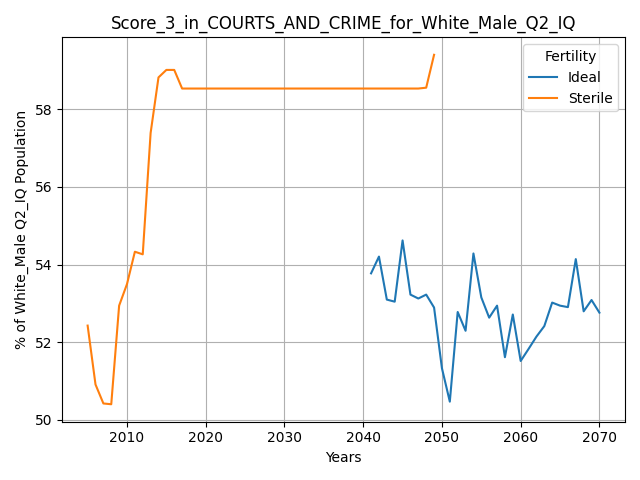 Score_3_in_COURTS_AND_CRIME_for_White_Male_Q2_IQ
% of White_Male Q2_IQ Population
58
56
54
52
50
Fertility
Ideal
Sterile
2010 2020 2030 2040 2050 2060 2070
Years